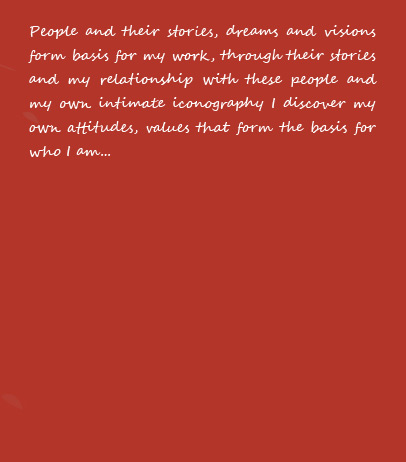 People and their stories, dreams and visions
form basis for my work, through their stories
and my relationship with these people and
my own intimate iconography I discover my
own attitudes, values that form the basis for
who I am...